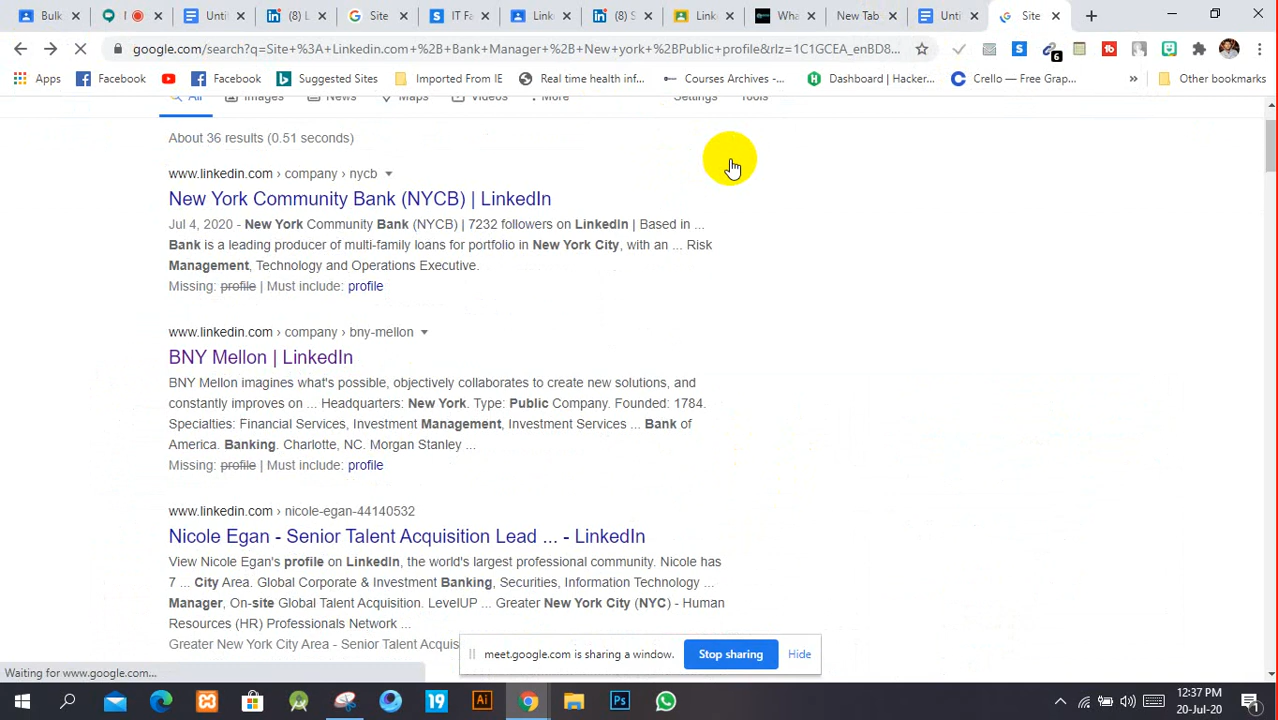 Bulk
Untit
(8) L
Site
IT Fa
Linke
(8) S
Linke
Wha
New Tab
Untit
Site
google.com/search?q=Site+%3A+Linkedin.com+%2B+Bank+Manager+%2B+New+york+%2BPublic+profile&rlz=1C1GCEA_enBD8...
6
Apps
Facebook
Facebook
Suggested Sites
Imported From IE
Real time health inf...
Courses Archives -...
Dashboard | Hacker...
Crello — Free Grap...
»
Other bookmarks
All
Images
News
Maps
Videos
More
Settings
Tools
About 36 results (0.51 seconds)
www.linkedin.com › company › nycb
New York Community Bank (NYCB) | LinkedIn
Jul 4, 2020 - New York Community Bank (NYCB) | 7232 followers on LinkedIn | Based in ...
Bank is a leading producer of multi-family loans for portfolio in New York City, with an ... Risk
Management, Technology and Operations Executive.
Missing: profile | Must include: profile
www.linkedin.com › company › bny-mellon
BNY Mellon | LinkedIn
BNY Mellon imagines what's possible, objectively collaborates to create new solutions, and
constantly improves on ... Headquarters: New York. Type: Public Company. Founded: 1784.
Specialties: Financial Services, Investment Management, Investment Services ... Bank of
America. Banking. Charlotte, NC. Morgan Stanley ...
Missing: profile | Must include: profile
www.linkedin.com › nicole-egan-44140532
Nicole Egan - Senior Talent Acquisition Lead ... - LinkedIn
View Nicole Egan's profile on LinkedIn, the world's largest professional community. Nicole has
7 ... City Area. Global Corporate & Investment Banking, Securities, Information Technology ...
Manager, On-site Global Talent Acquisition. LevelUP ... Greater New York City (NYC) - Human
Resources (HR) Professionals Network ...
Greater New York City Area - Senior Talent Acquis
meet.google.com is sharing a window.
Stop sharing
Hide
Waiting for www.google.com...
19
Ai
Ps
12:37 PM
20-Jul-20
1